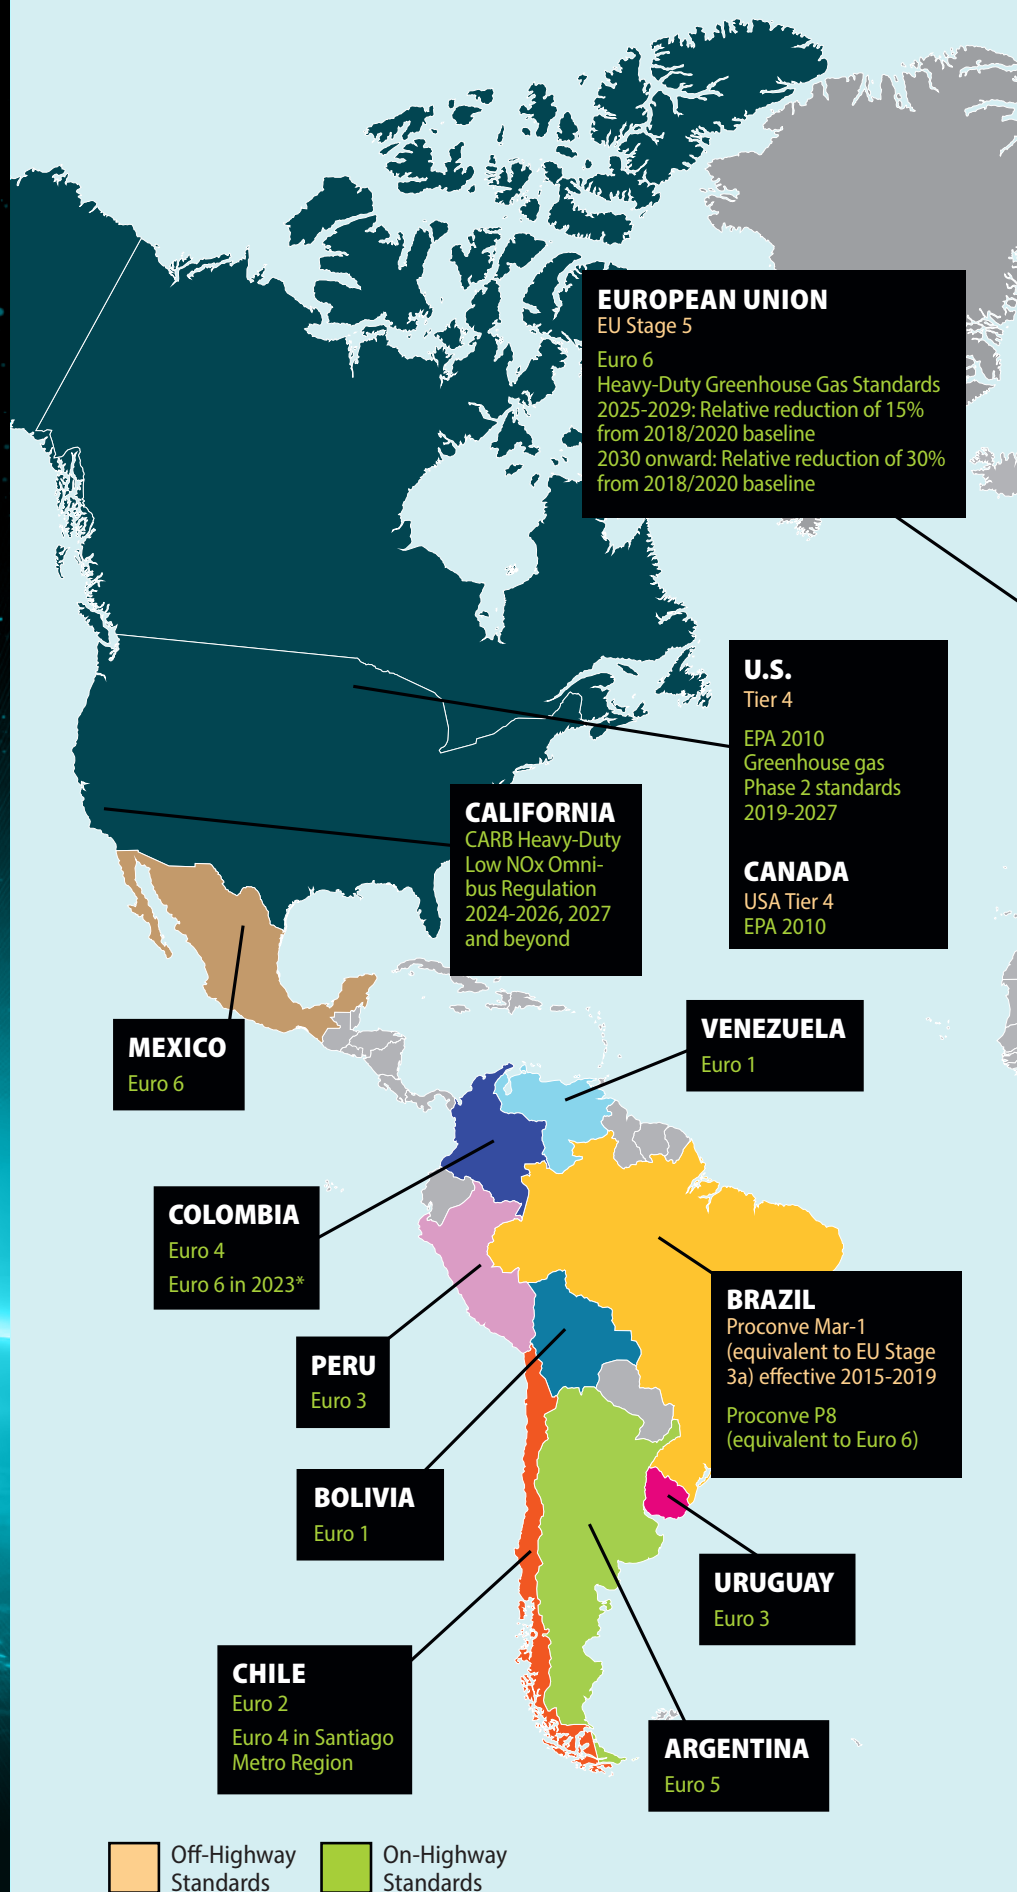 EUROPEAN UNION
EU Stage 5
Euro 6
Heavy-Duty Greenhouse Gas Standards
2025-2029: Relative reduction of 15%
from 2018/2020 baseline
2030 onward: Relative reduction of 30%
from 2018/2020 baseline
U.S.
Tier 4
EPA 2010
Greenhouse gas
Phase 2 standards
2019-2027
CANADA
USA Tier 4
EPA 2010
CALIFORNIA
CARB Heavy-Duty
Low NOx Omni-
bus Regulation
2024-2026, 2027
and beyond
MEXICO
Euro 6
VENEZUELA
Euro 1
COLOMBIA
Euro 4
Euro 6 in 2023*
BRAZIL
Proconve Mar-1
(equivalent to EU Stage
3a) effective 2015-2019
Proconve P8
(equivalent to Euro 6)
PERU
Euro 3
BOLIVIA
Euro 1
URUGUAY
Euro 3
CHILE
Euro 2
Euro 4 in Santiago
Metro Region
ARGENTINA
Euro 5
Off-Highway
Standards
On-Highway
Standards